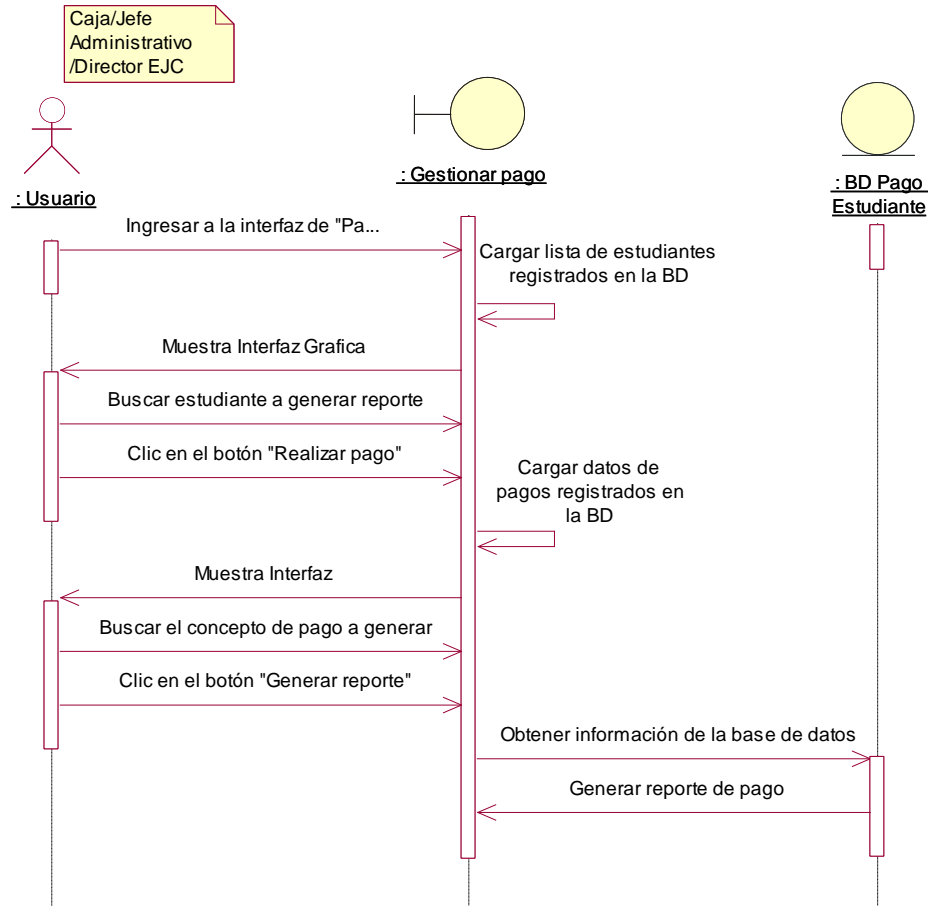 Caja/Jefe
Administrativo
/Director EJC
: Usuario
: Gestionar pago
: BD Pago
Estudiante
Ingresar a la interfaz de "Pa...
Cargar lista de estudiantes
registrados en la BD
Muestra Interfaz Grafica
Buscar estudiante a generar reporte
Clic en el botón "Realizar pago"
Cargar datos de
pagos registrados en
la BD
Muestra Interfaz
Buscar el concepto de pago a generar
Clic en el botón "Generar reporte"
Obtener información de la base de datos
Generar reporte de pago